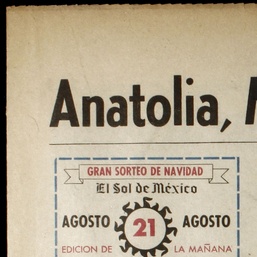 Anatolia,
GRAN SORTEO DE NAVIDAD
El Sol de México
AGOSTO 21 AGOSTO
EDICION DE LA MAÑANA